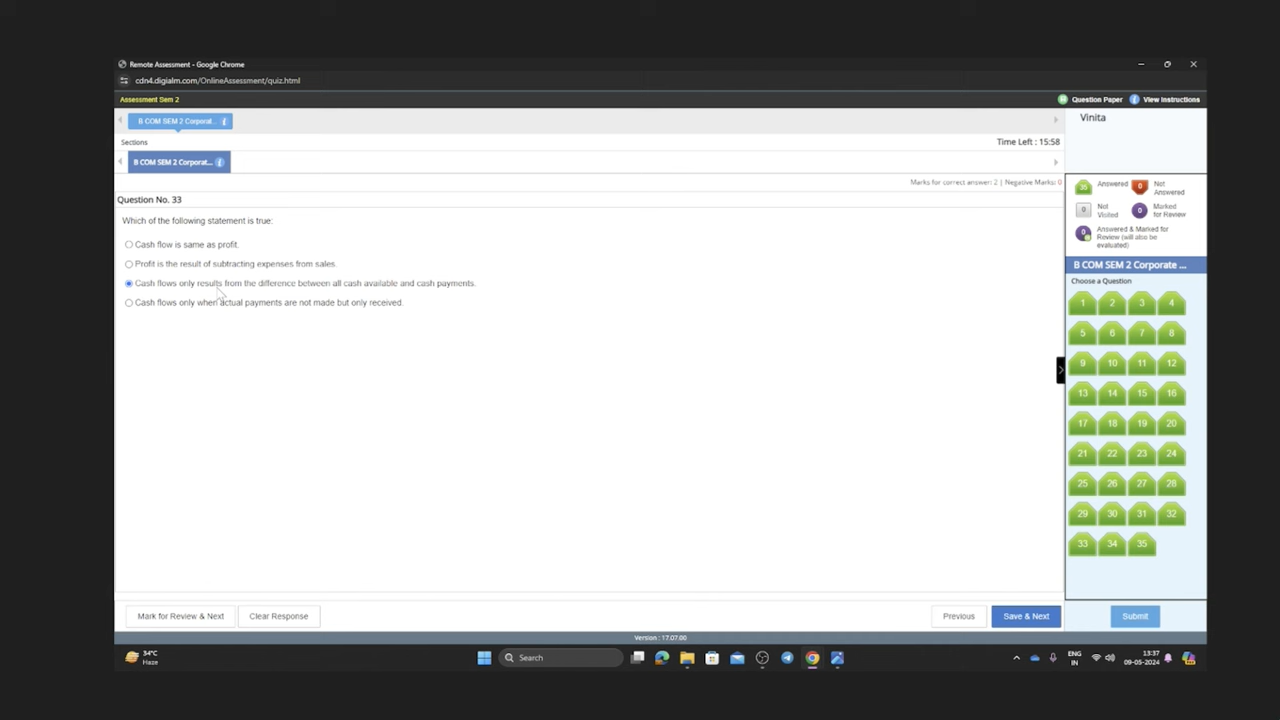 Remote Assessment - Google Chrome
cdn4.digialm.com/OnlineAssessment/quiz.html
Assessment Sem 2
Question Paper
View Instructions
B COM SEM 2 Corporat...
Vinita
Sections
Time Left : 15:58
B COM SEM 2 Corporat...
Marks for correct answer: 2 | Negative Marks: 0
Question No. 33
Which of the following statement is true:
Cash flow is same as profit.
Profit is the result of subtracting expenses from sales.
Cash flows only results from the difference between all cash available and cash payments.
Cash flows only when actual payments are not made but only received.
35 Answered
0 Not Answered
0 Not Visited
0 Marked for Review
0 Answered & Marked for Review (will also be evaluated)
B COM SEM 2 Corporate ...
Choose a Question
1 2 3 4
5 6 7 8
9 10 11 12
13 14 15 16
17 18 19 20
21 22 23 24
25 26 27 28
29 30 31 32
33 34 35
Mark for Review & Next
Clear Response
Previous
Save & Next
Submit
Version : 17.07.00
34°C
Haze
Search
ENG
IN
13:37
09-05-2024